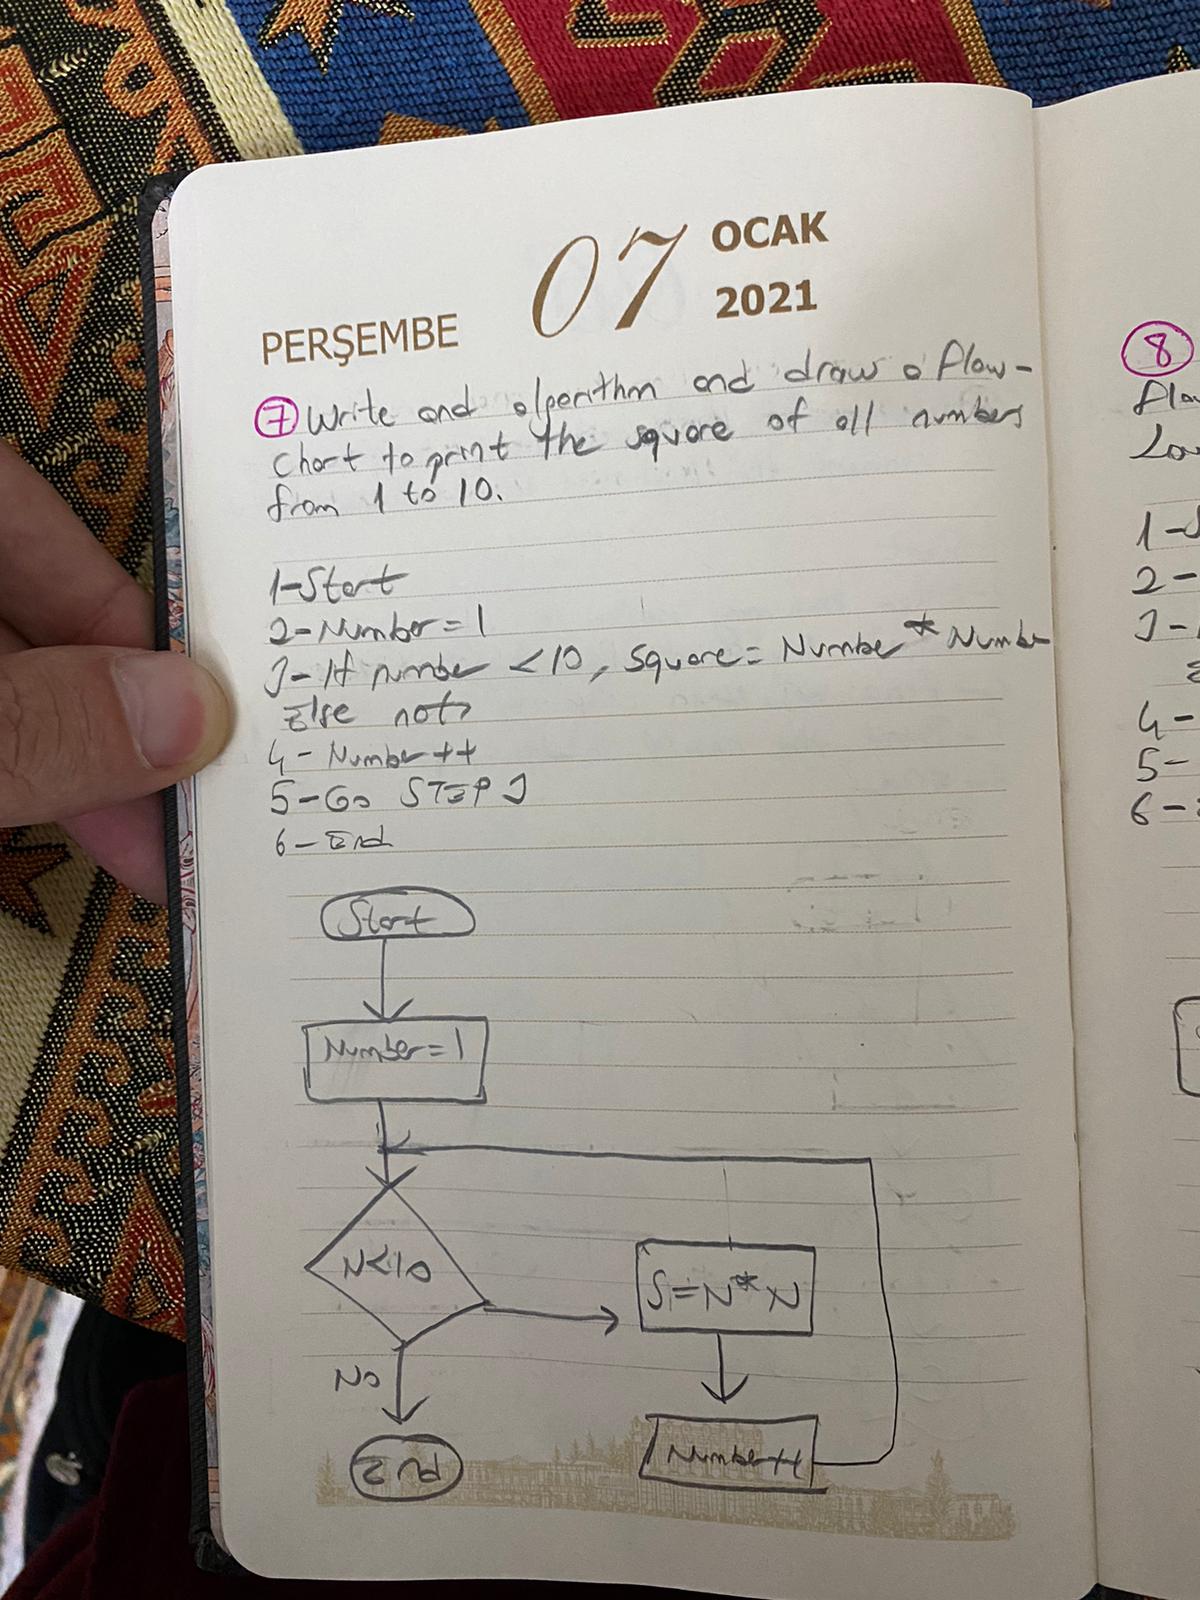 PERŞEMBE 07 OCAK
2021
7 Write and algorithm and draw a flow-
chart to print the square of all numbers
from 1 to 10.
1-Start
2-Number=1
3-If number <10, Square= Number*Number
Else not
4-Number++
5-Go STEP 3
6-End
Start
Number=1
N<10
S=N*N
No
Number++
End
8
1-S
2-
3-
4-
5-
6-